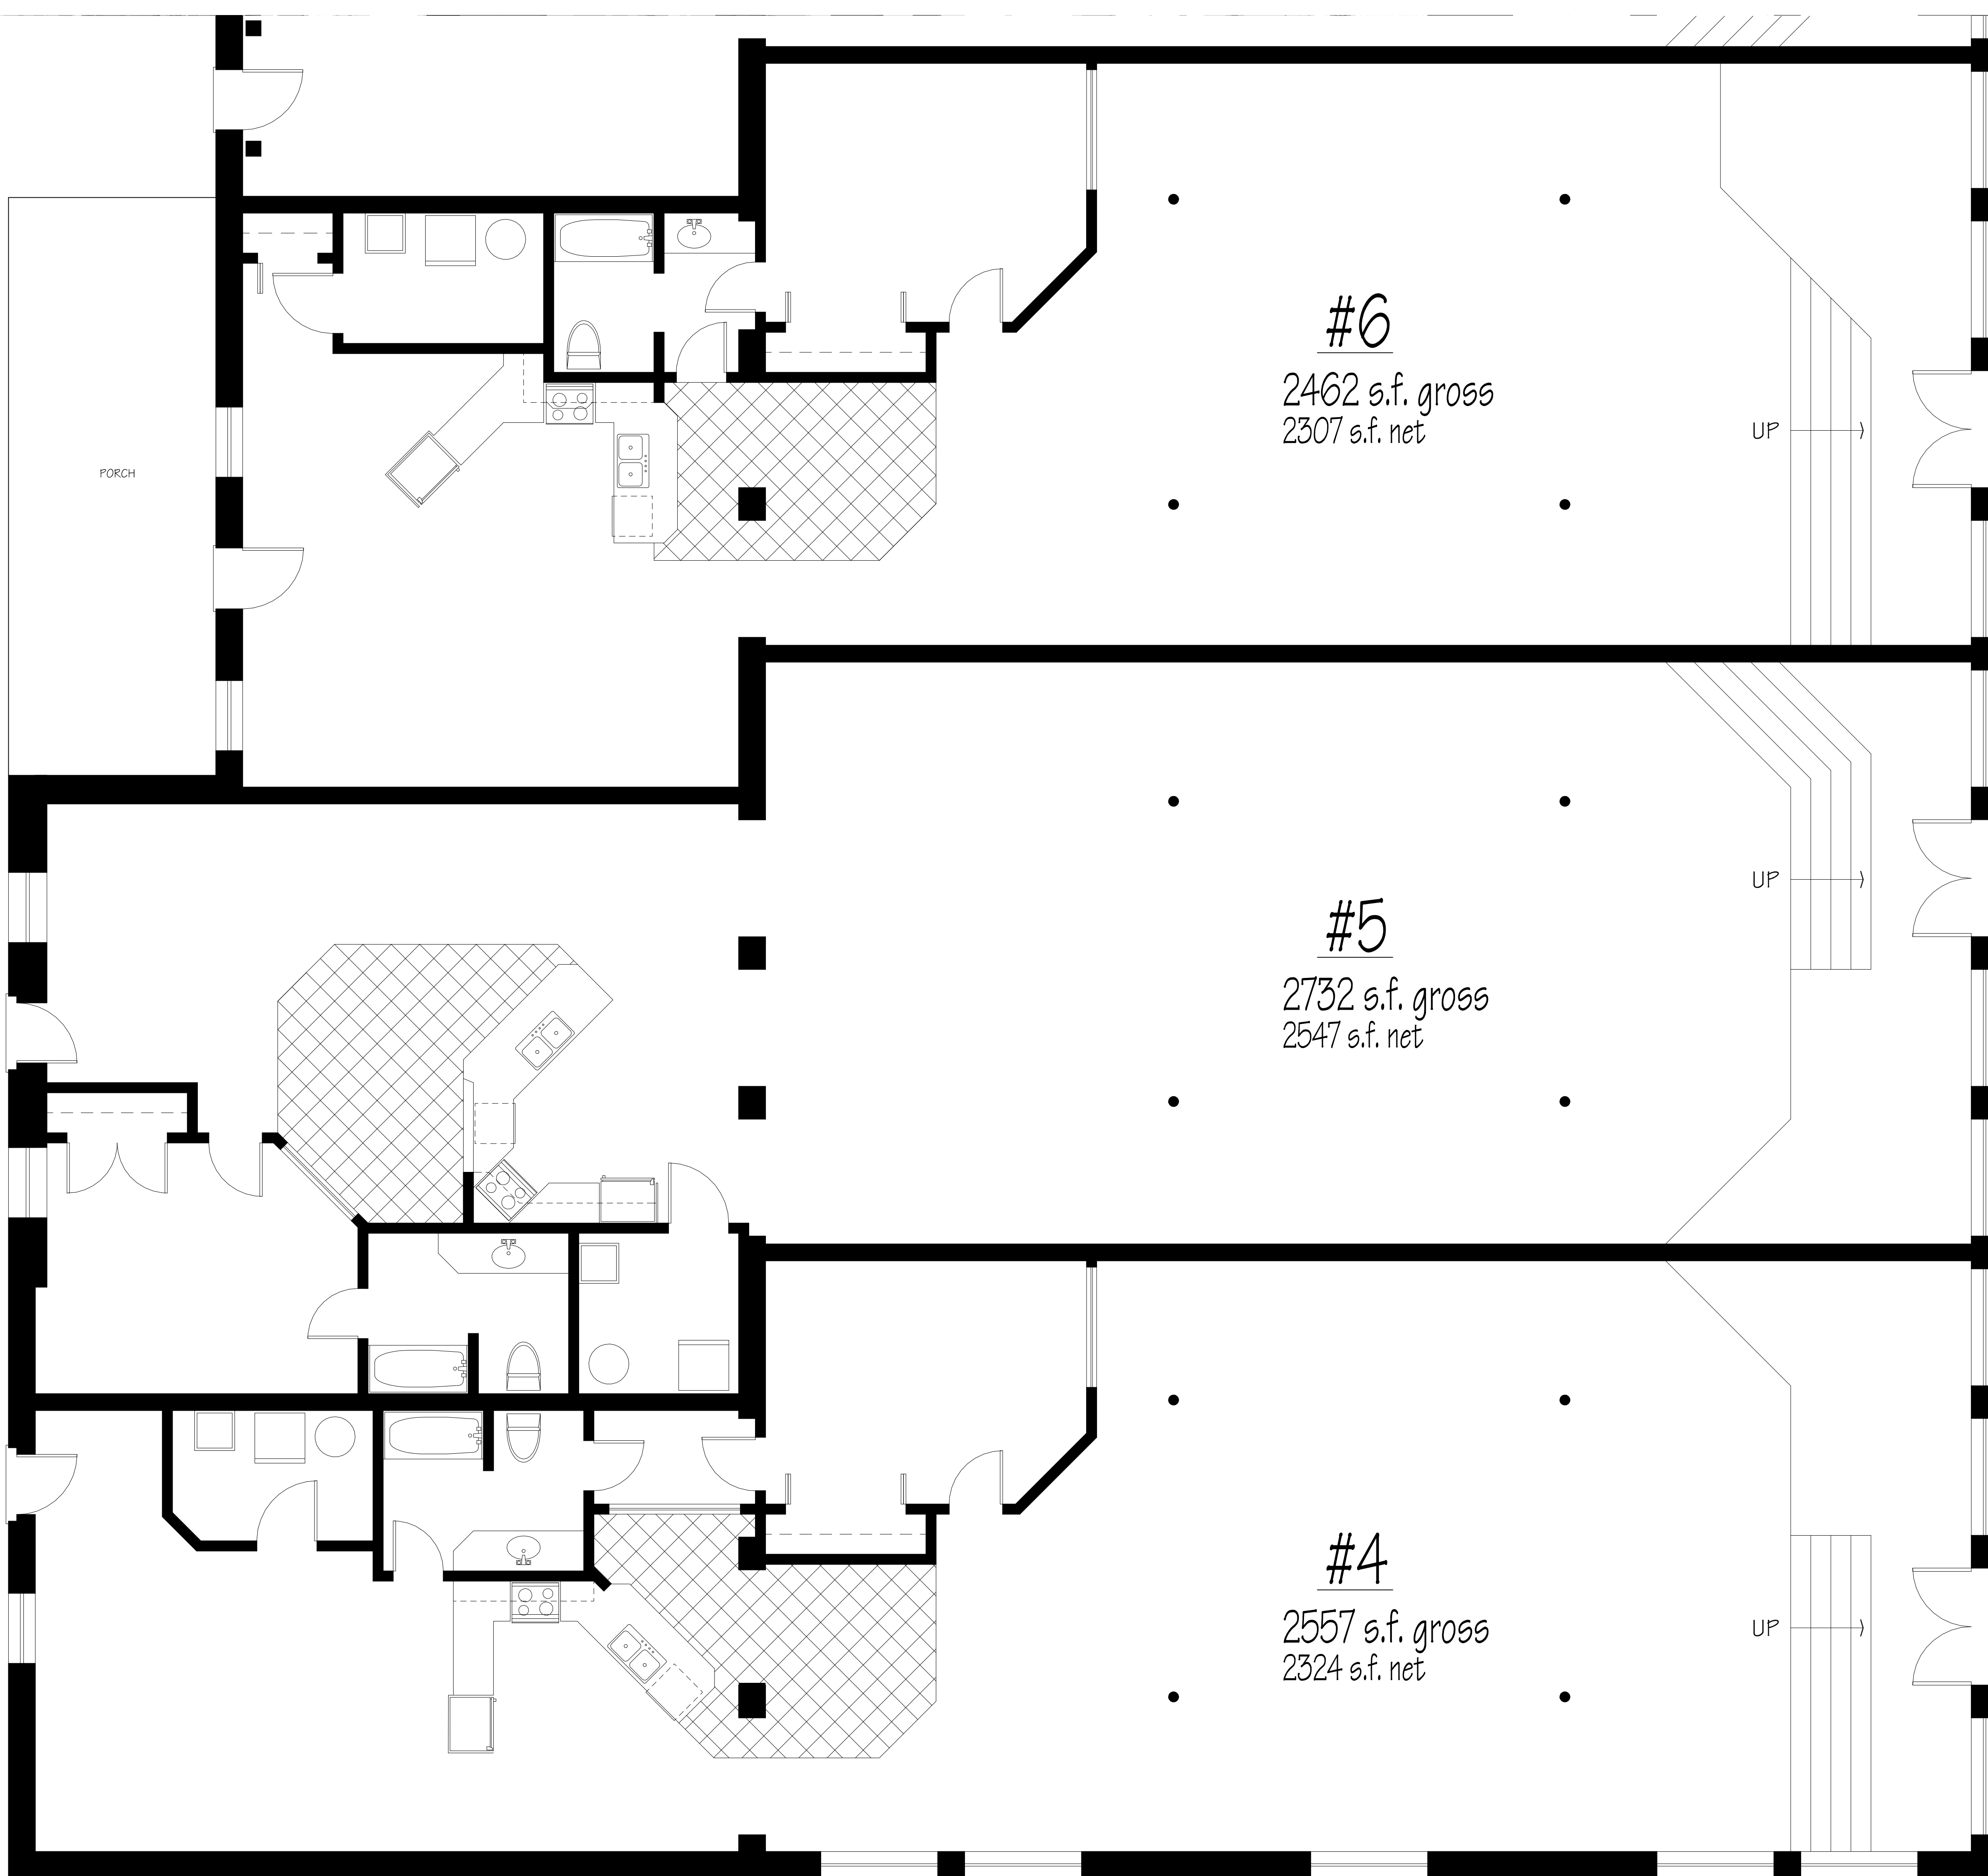 #6
2462 s.f. gross
2307 s.f. net
UP
PORCH
#5
2732 s.f. gross
2547 s.f. net
UP
#4
2557 s.f. gross
2324 s.f. net
UP